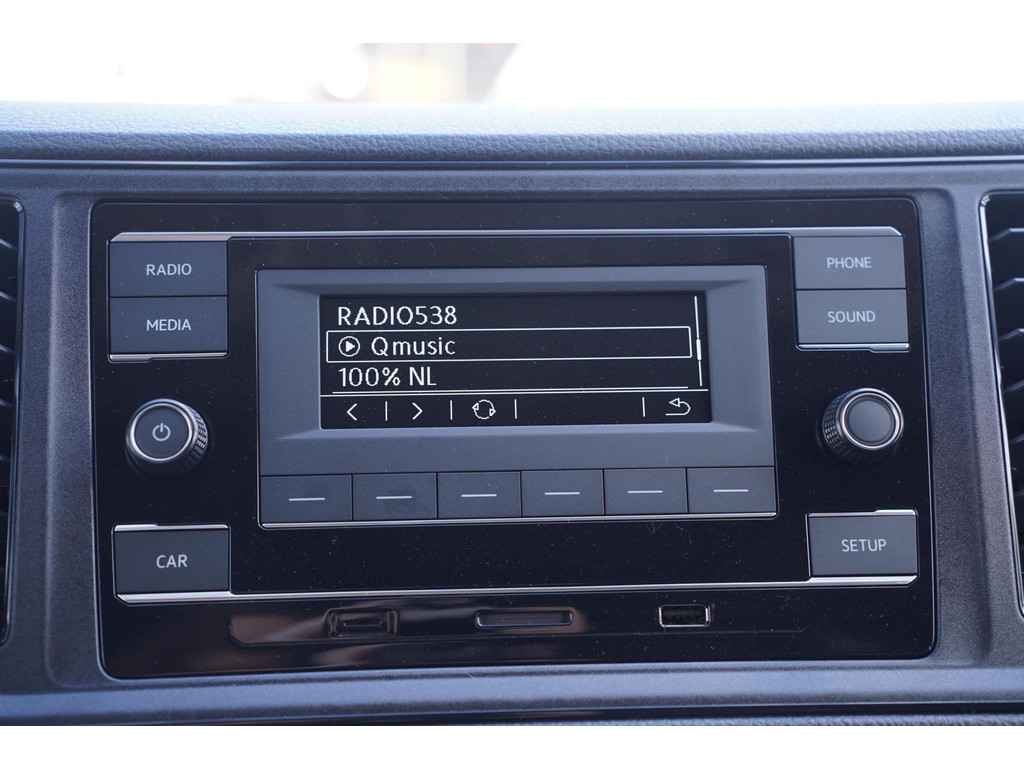 RADIO
MEDIA
RADIO538
Qmusic
100% NL
PHONE
SOUND
CAR
SETUP